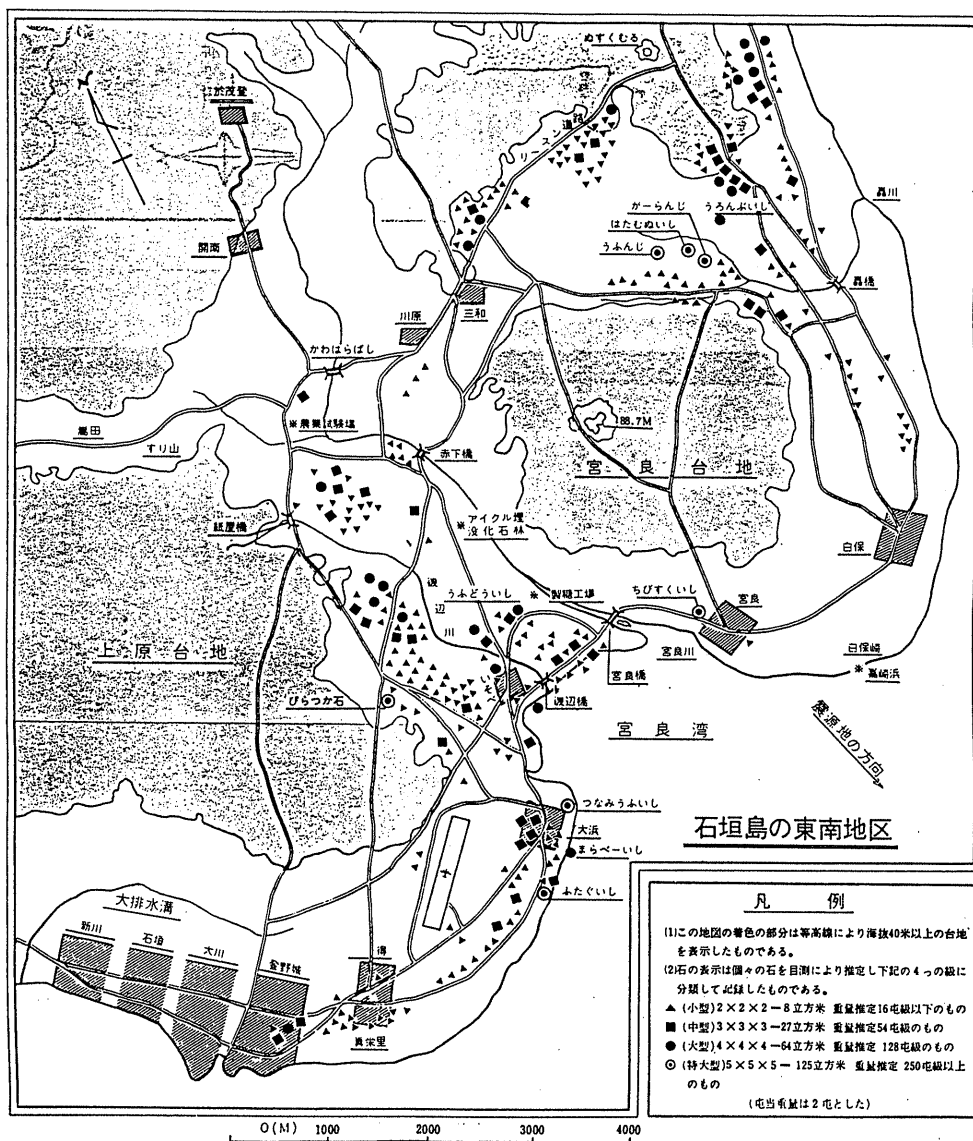 ぬすくむる
於茂登
リースン道路
轟川
がーらんじ
うろんぶいし
はたむぬいし
うふんじ
開南
轟橋
三和
川原
かわはらばし
88.7M
嵩田
※農業試験場
すり山
赤下橋
宮良台地
紙屋橋
※アイクル埋
没化石林
白保
渡辺川
うふどういし
※製糖工場
ちびすくいし
宮良
上原台地
宮良川
宮良橋
白保崎
※嵩崎浜
びらつか石
渡辺橋
宮良湾
震源地の方向
つなみうふいし
大浜
石垣島の東南地区
まらべーいし
ふたぐいし
大排水溝
新川
石垣
大川
金野城
得
真栄里
凡例
(1)この地図の着色の部分は等高線により海抜40米以上の台地
を表示したものである。
(2)石の表示は個々の石を目測により推定し下記の4っの級に
分類して記録したものである。
▲ (小型)2×2×2―8立方米 重量推定16屯級以下のもの
■ (中型)3×3×3―27立方米 重量推定54屯級のもの
● (大型)4×4×4―64立方米 重量推定 128屯級のもの
◎ (特大型)5×5×5― 125立方米 重量推定 250屯級以上
のもの
(屯当重量は2屯とした)
0(M) 1000 2000 3000 4000